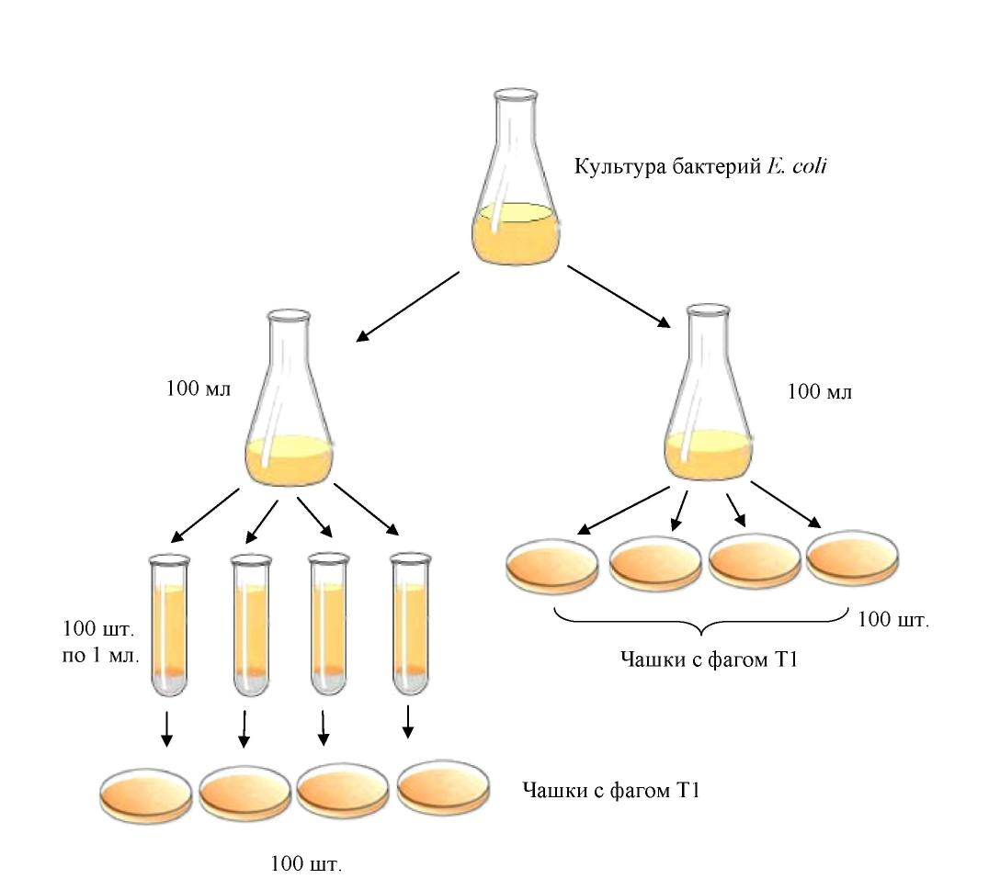 Культура бактерий E. coli
100 мл
100 мл
100 шт.
по 1 мл.
100 шт.
Чашки с фагом Т1
Чашки с фагом Т1
100 шт.